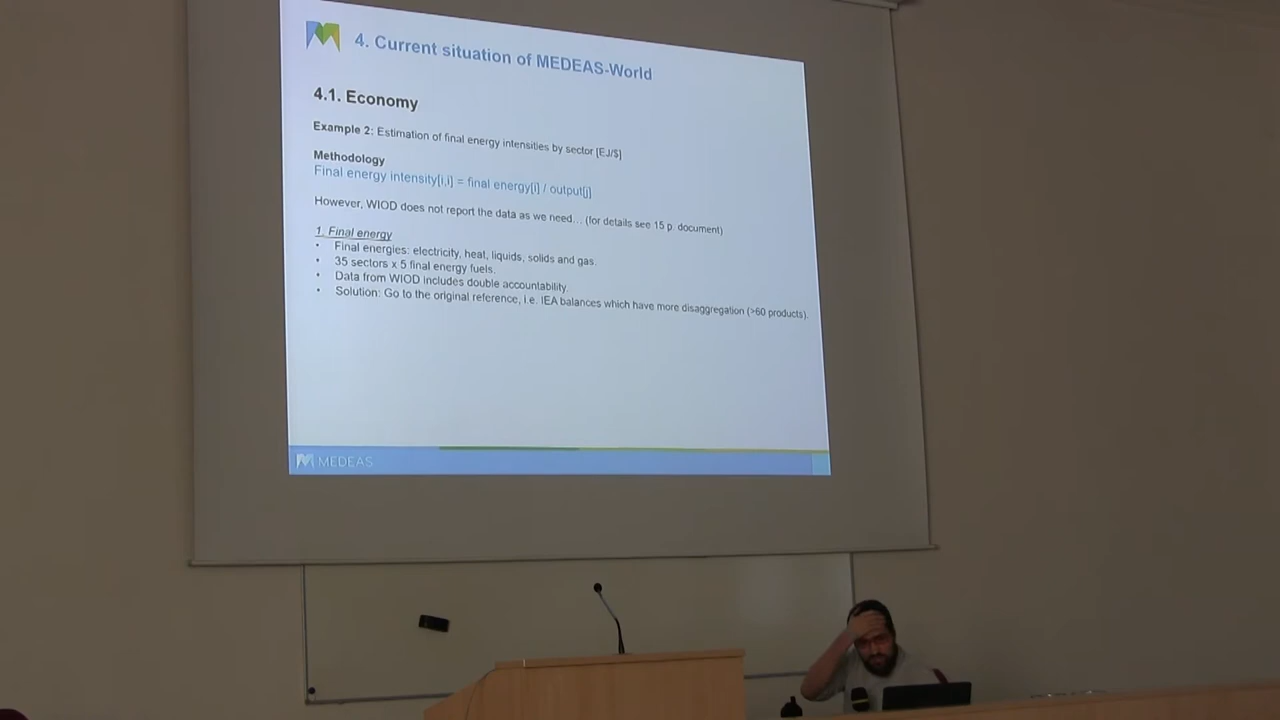 4. Current situation of MEDEAS-World
4.1. Economy
Example 2: Estimation of final energy intensities by sector [EJ/$]
Methodology
Final energy intensity[i,i] = final energy[i] / output[j]
However, WIOD does not report the data as we need… (for details see 15 p. document)
1. Final energy
• Final energies: electricity, heat, liquids, solids and gas.
• 35 sectors x 5 final energy fuels.
• Data from WIOD includes double accountability.
• Solution: Go to the original reference, i.e. IEA balances which have more disaggregation (>60 products).
MEDEAS